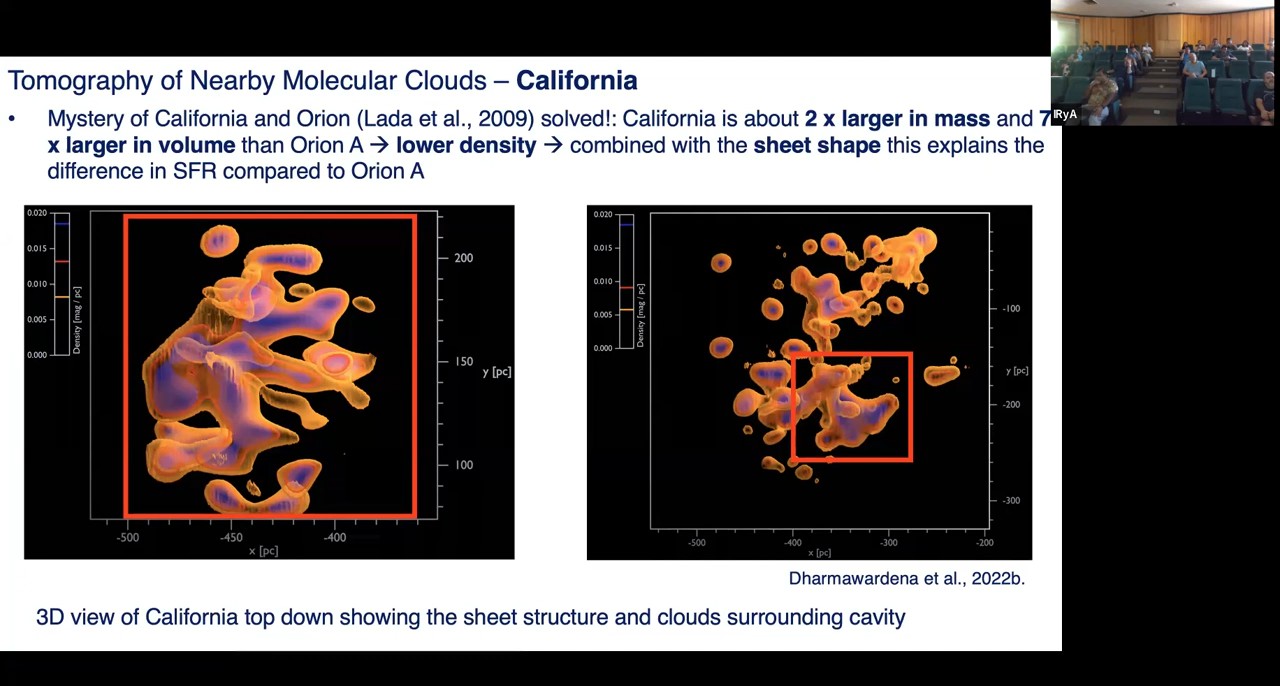 Tomography of Nearby Molecular Clouds – California
• Mystery of California and Orion (Lada et al., 2009) solved!: California is about 2 x larger in mass and 7
x larger in volume than Orion A → lower density → combined with the sheet shape this explains the
difference in SFR compared to Orion A
IRyA
0.020
0.015
0.010
0.005
0.000
Density [mag / pc]
200
150
y [pc]
100
-500
-450
-400
x [pc]
0.020
0.015
0.010
0.005
0.000
Density [mag / pc]
-100
y [pc]
-200
-300
-500
-400
-300
-200
x [pc]
Dharmawardena et al., 2022b.
3D view of California top down showing the sheet structure and clouds surrounding cavity